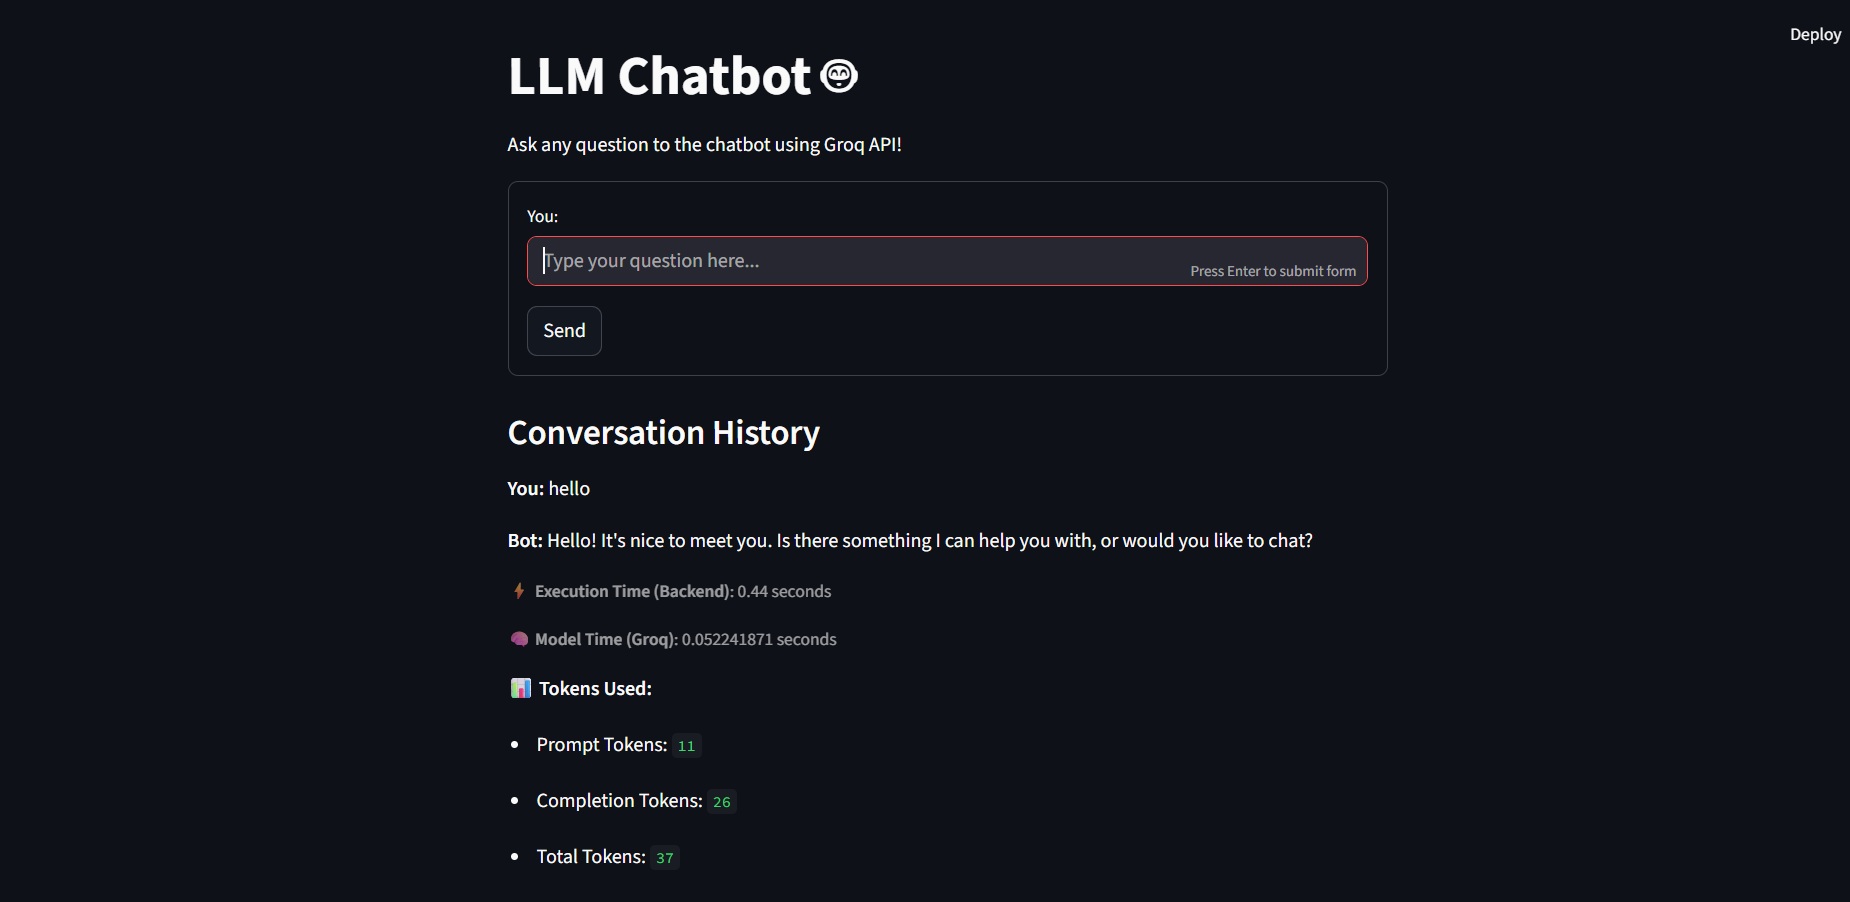 Deploy
LLM Chatbot
Ask any question to the chatbot using Groq API!
You:
Type your question here...
Press Enter to submit form
Send
Conversation History
You: hello
Bot: Hello! It's nice to meet you. Is there something I can help you with, or would you like to chat?
Execution Time (Backend): 0.44 seconds
Model Time (Groq): 0.052241871 seconds
Tokens Used:
Prompt Tokens: 11
Completion Tokens: 26
Total Tokens: 37